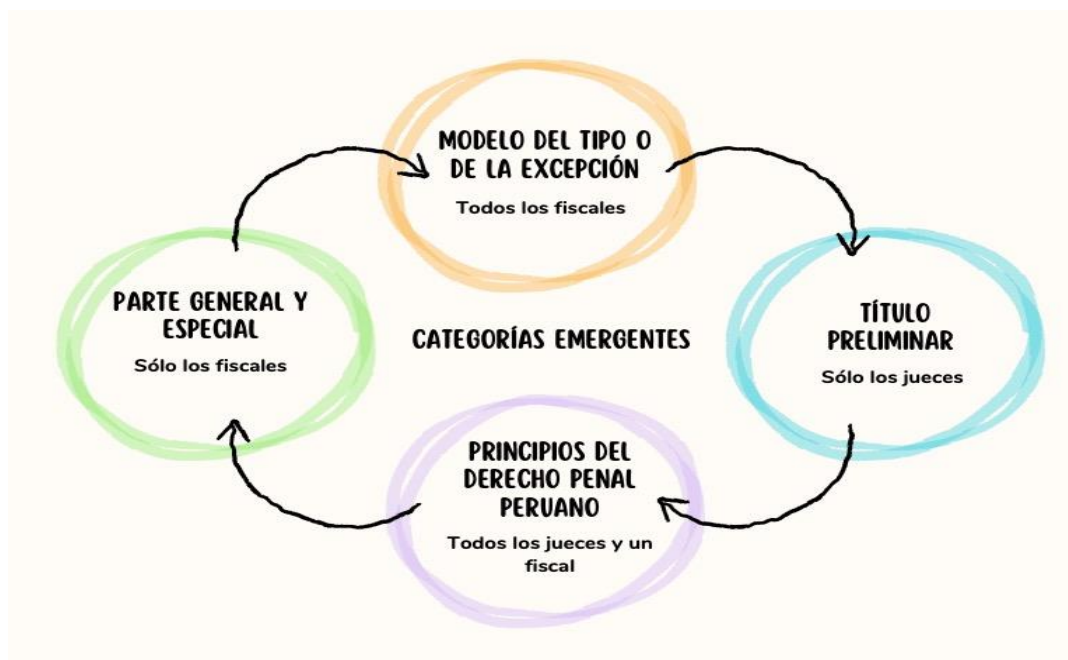 MODELO DEL TIPO O
DE LA EXCEPCIÓN
Todos los fiscales
PARTE GENERAL Y
ESPECIAL
Sólo los fiscales
CATEGORÍAS EMERGENTES
TÍTULO
PRELIMINAR
Sólo los jueces
PRINCIPIOS DEL
DERECHO PENAL
PERUANO
Todos los jueces y un
fiscal